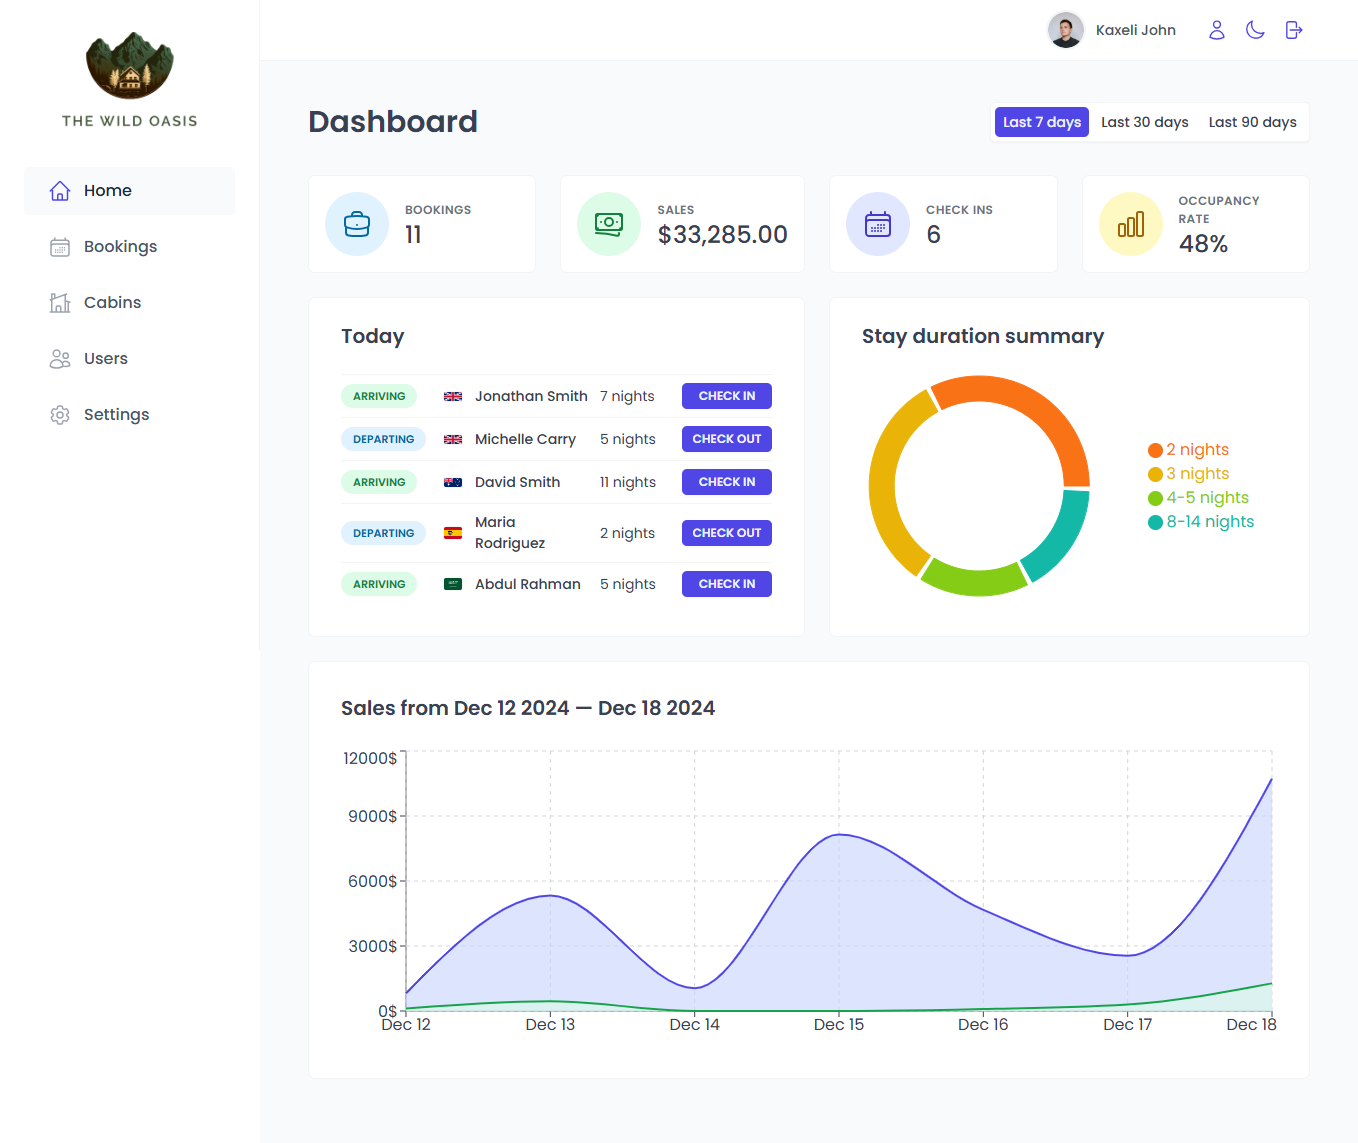 THE WILD OASIS
Home
Bookings
Cabins
Users
Settings
Kaxeli John
Dashboard
Last 7 days Last 30 days Last 90 days
BOOKINGS
11
SALES
$33,285.00
CHECK INS
6
OCCUPANCY
RATE
48%
Today
ARRIVING Jonathan Smith 7 nights CHECK IN
DEPARTING Michelle Carry 5 nights CHECK OUT
ARRIVING David Smith 11 nights CHECK IN
DEPARTING Maria Rodriguez 2 nights CHECK OUT
ARRIVING Abdul Rahman 5 nights CHECK IN
Stay duration summary
2 nights
3 nights
4-5 nights
8-14 nights
Sales from Dec 12 2024 — Dec 18 2024
12000$
9000$
6000$
3000$
0$
Dec 12 Dec 13 Dec 14 Dec 15 Dec 16 Dec 17 Dec 18